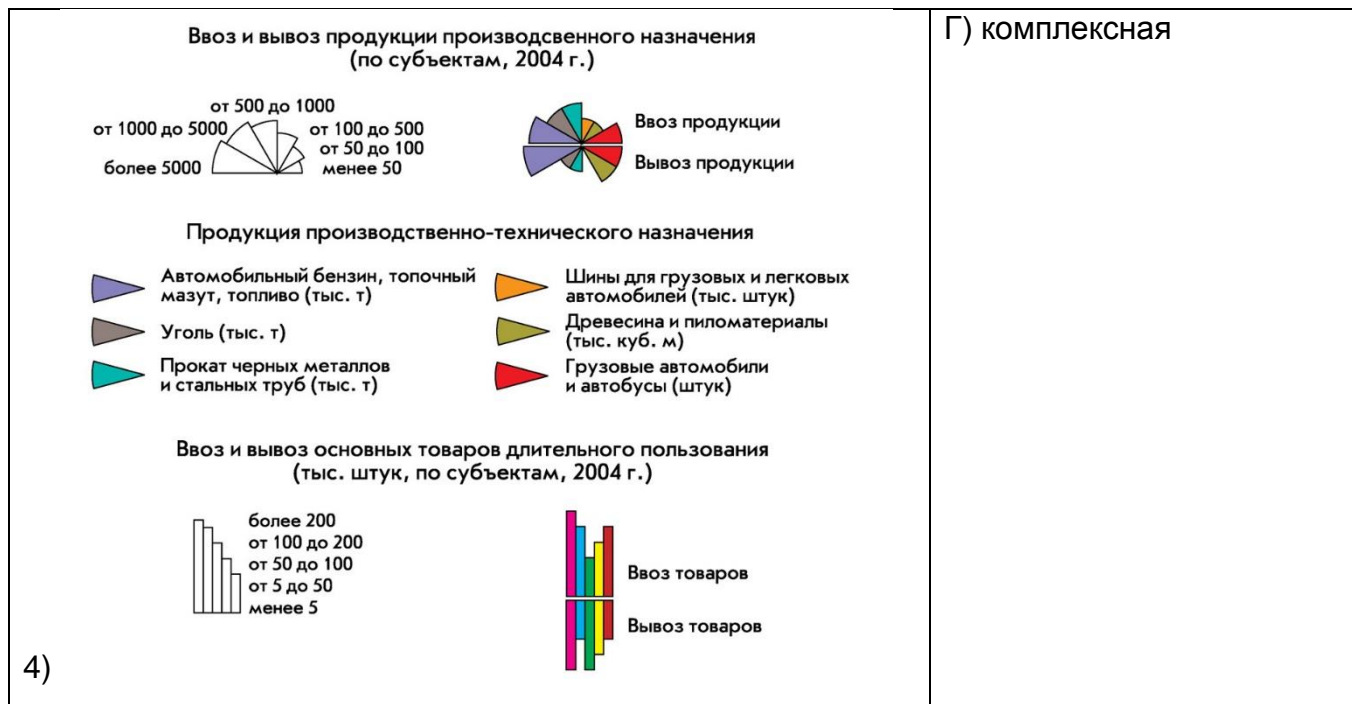 Ввоз и вывоз продукции производсвенного назначения
(по субъектам, 2004 г.)
от 500 до 1000
от 1000 до 5000
от 100 до 500
от 50 до 100
более 5000
менее 50
Ввоз продукции
Вывоз продукции
Продукция производственно-технического назначения
Автомобильный бензин, топочный
мазут, топливо (тыс. т)
Уголь (тыс. т)
Прокат черных металлов
и стальных труб (тыс. т)
Шины для грузовых и легковых
автомобилей (тыс. штук)
Древесина и пиломатериалы
(тыс. куб. м)
Грузовые автомобили
и автобусы (штук)
Ввоз и вывоз основных товаров длительного пользования
(тыс. штук, по субъектам, 2004 г.)
более 200
от 100 до 200
от 50 до 100
от 5 до 50
менее 5
Ввоз товаров
Вывоз товаров
4)
Г) комплексная